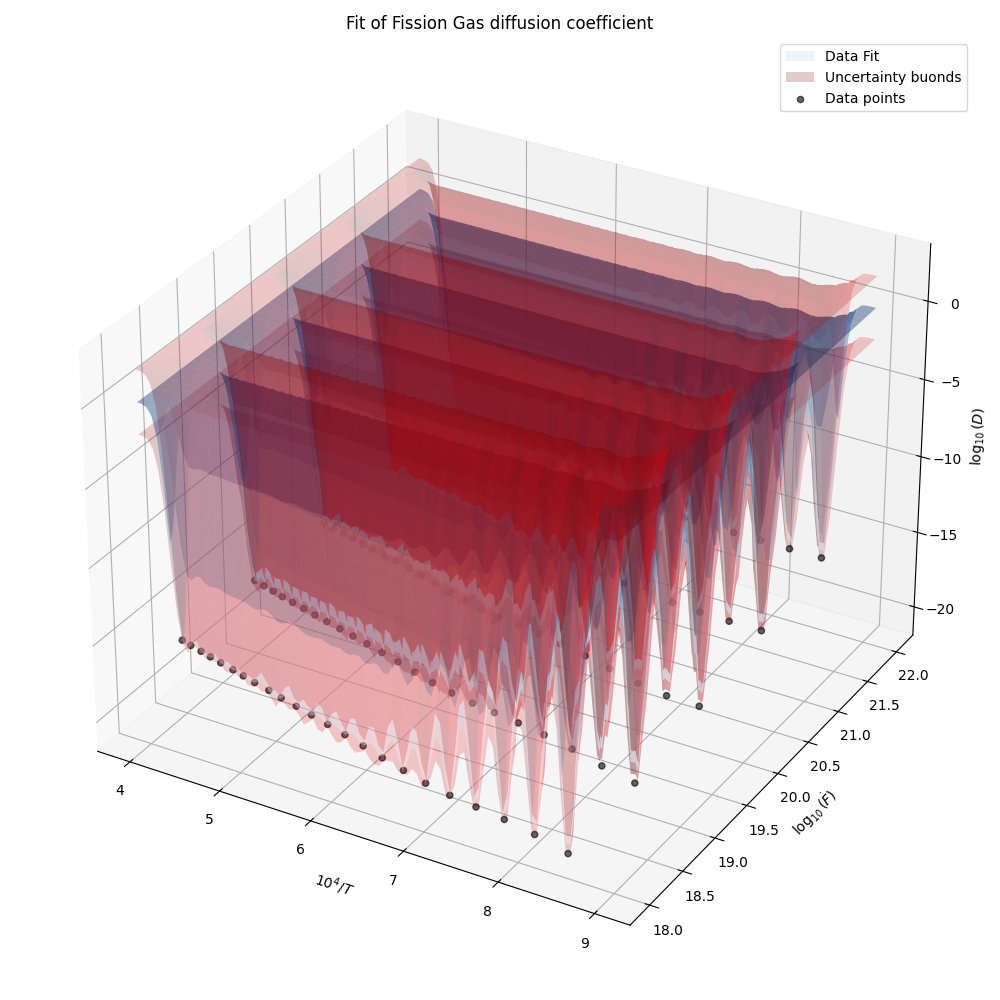 Fit of Fission Gas diffusion coefficient
Data Fit
Uncertainty buonds
Data points
0
−5
−10
−15
−20
log₁₀(D)
22.0
21.5
21.0
20.5
20.0
19.5
19.0
18.5
18.0
log₁₀(Ḟ)
4
5
6
7
8
9
10⁴/T